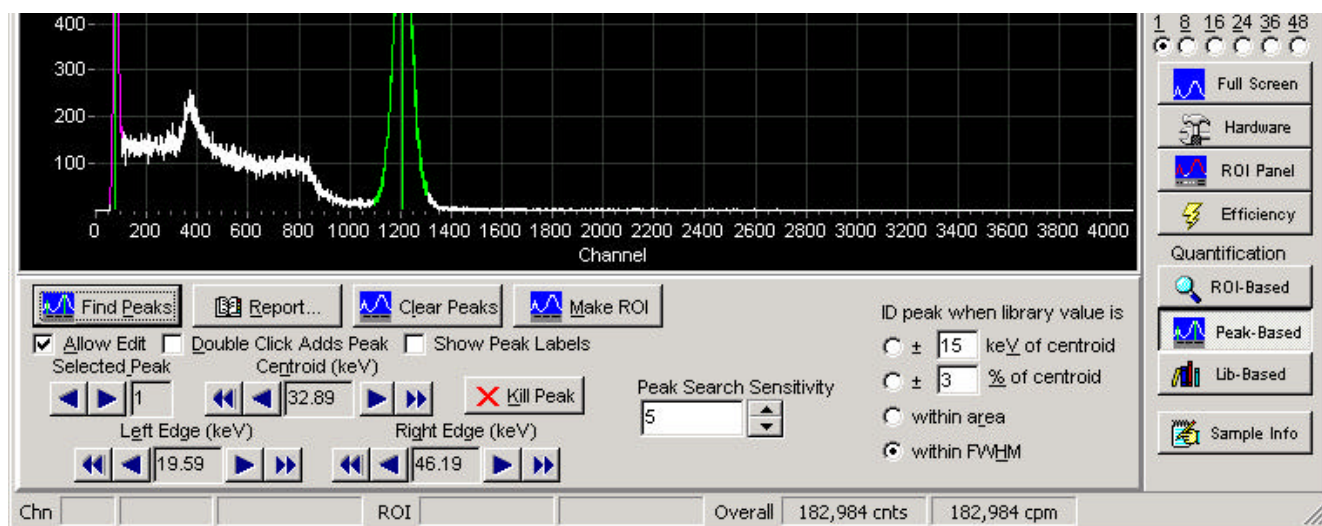 400
300
200
100
0 200 400 600 800 1000 1200 1400 1600 1800 2000 2200 2400 2600 2800 3000 3200 3400 3600 3800 4000
Channel
1 8 16 24 36 48
Full Screen
Hardware
ROI Panel
Efficiency
Quantification
ROI-Based
Peak-Based
Lib-Based
Sample Info
Find Peaks Report... Clear Peaks Make ROI
Allow Edit Double Click Adds Peak Show Peak Labels
Selected Peak Centroid (keV)
1 32.89 Kill Peak
Left Edge (keV) Right Edge (keV)
19.59 46.19
Peak Search Sensitivity
5
ID peak when library value is
± 15 keV of centroid
± 3 % of centroid
within area
within FWHM
Chn ROI Overall 182,984 cnts 182,984 cpm